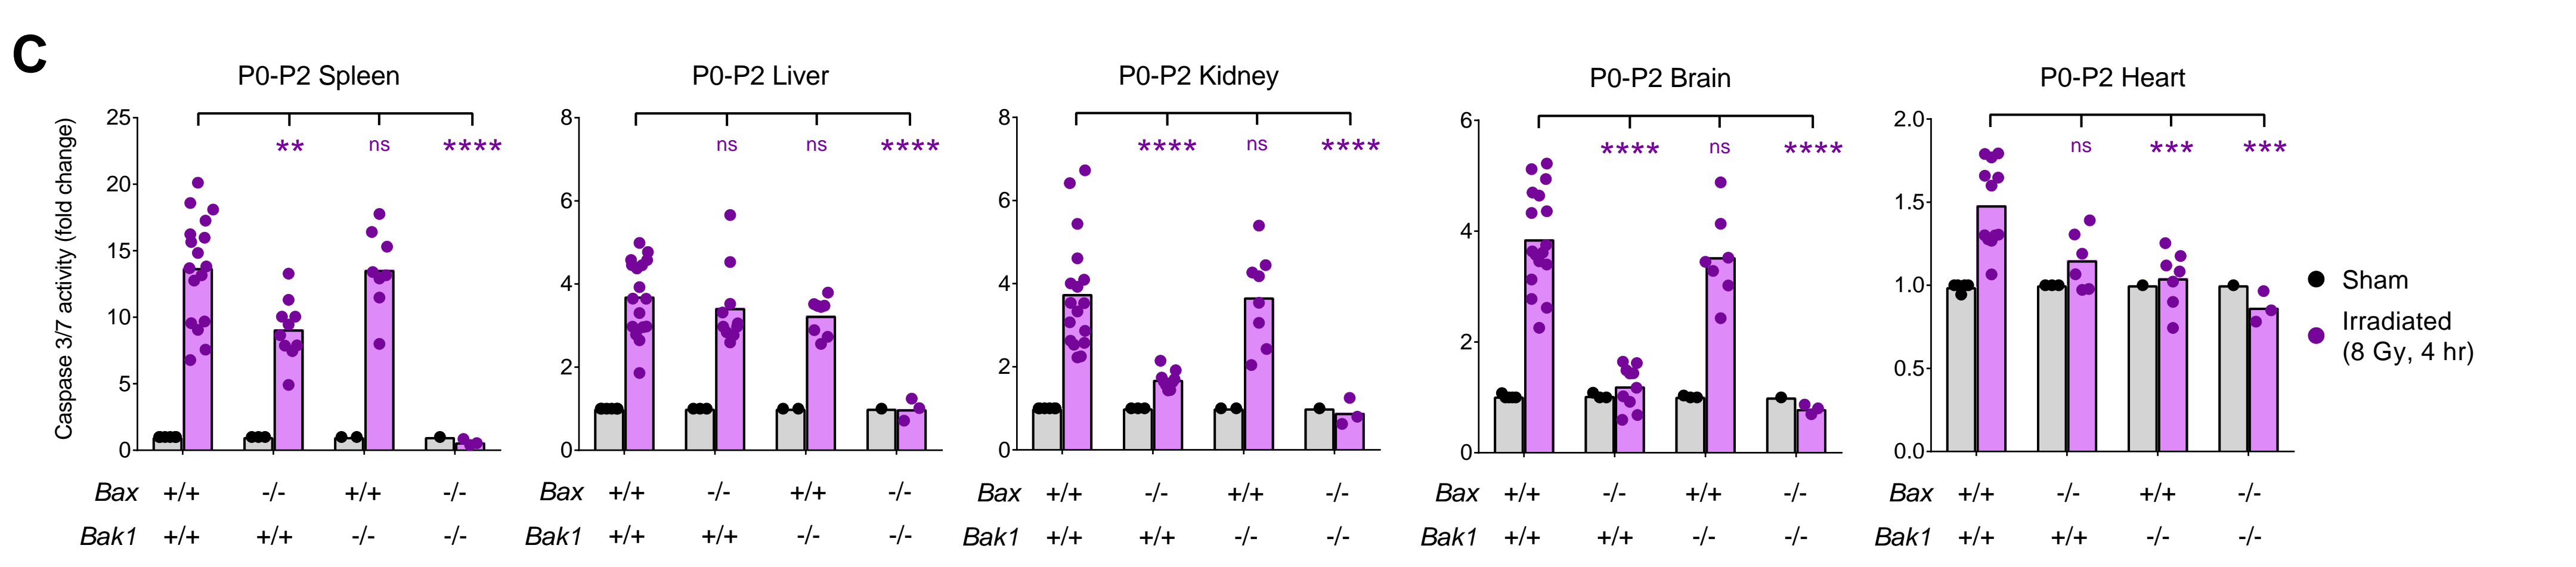 C
P0-P2 Spleen
Caspase 3/7 activity (fold change)
25
20
15
10
5
0
** ns ****
Bax +/+ -/- +/+ -/-
Bak1 +/+ +/+ -/- -/-
P0-P2 Liver
8
6
4
2
0
ns ns ****
Bax +/+ -/- +/+ -/-
Bak1 +/+ +/+ -/- -/-
P0-P2 Kidney
8
6
4
2
0
**** ns ****
Bax +/+ -/- +/+ -/-
Bak1 +/+ +/+ -/- -/-
P0-P2 Brain
6
4
2
0
**** ns ****
Bax +/+ -/- +/+ -/-
Bak1 +/+ +/+ -/- -/-
P0-P2 Heart
2.0
1.5
1.0
0.5
0.0
ns *** ***
Bax +/+ -/- +/+ -/-
Bak1 +/+ +/+ -/- -/-
Sham
Irradiated
(8 Gy, 4 hr)